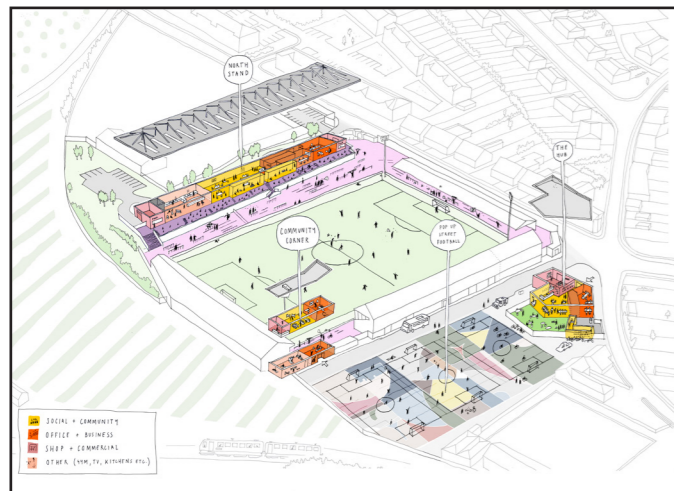 NORTH
STAND
THE
HUB
COMMUNITY
CORNER
POP UP
STREET
FOOTBALL
SOCIAL + COMMUNITY
OFFICE + BUSINESS
SHOP + COMMERCIAL
OTHER (GYM, TV, KITCHENS ETC.)